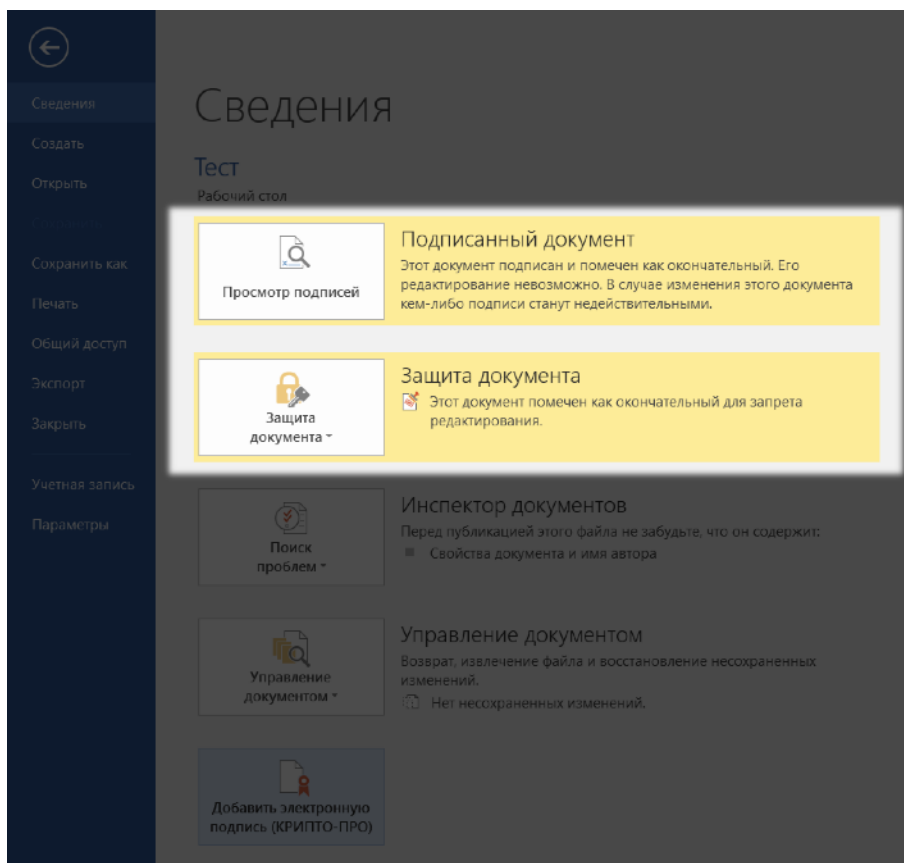 Сведения
Создать
Открыть
Сохранить
Сохранить как
Печать
Общий доступ
Экспорт
Закрыть
Учетная запись
Параметры
Сведения
Тест
Рабочий стол
Просмотр подписей
Подписанный документ
Этот документ подписан и помечен как окончательный. Его
редактирование невозможно. В случае изменения этого документа
кем-либо подписи станут недействительными.
Защита
документа
Защита документа
Этот документ помечен как окончательный для запрета
редактирования.
Поиск
проблем
Инспектор документов
Перед публикацией этого файла не забудьте, что он содержит:
Свойства документа и имя автора
Управление
документом
Управление документом
Возврат, извлечение файла и восстановление несохраненных
изменений.
Нет несохраненных изменений.
Добавить электронную
подпись (КРИПТО-ПРО)